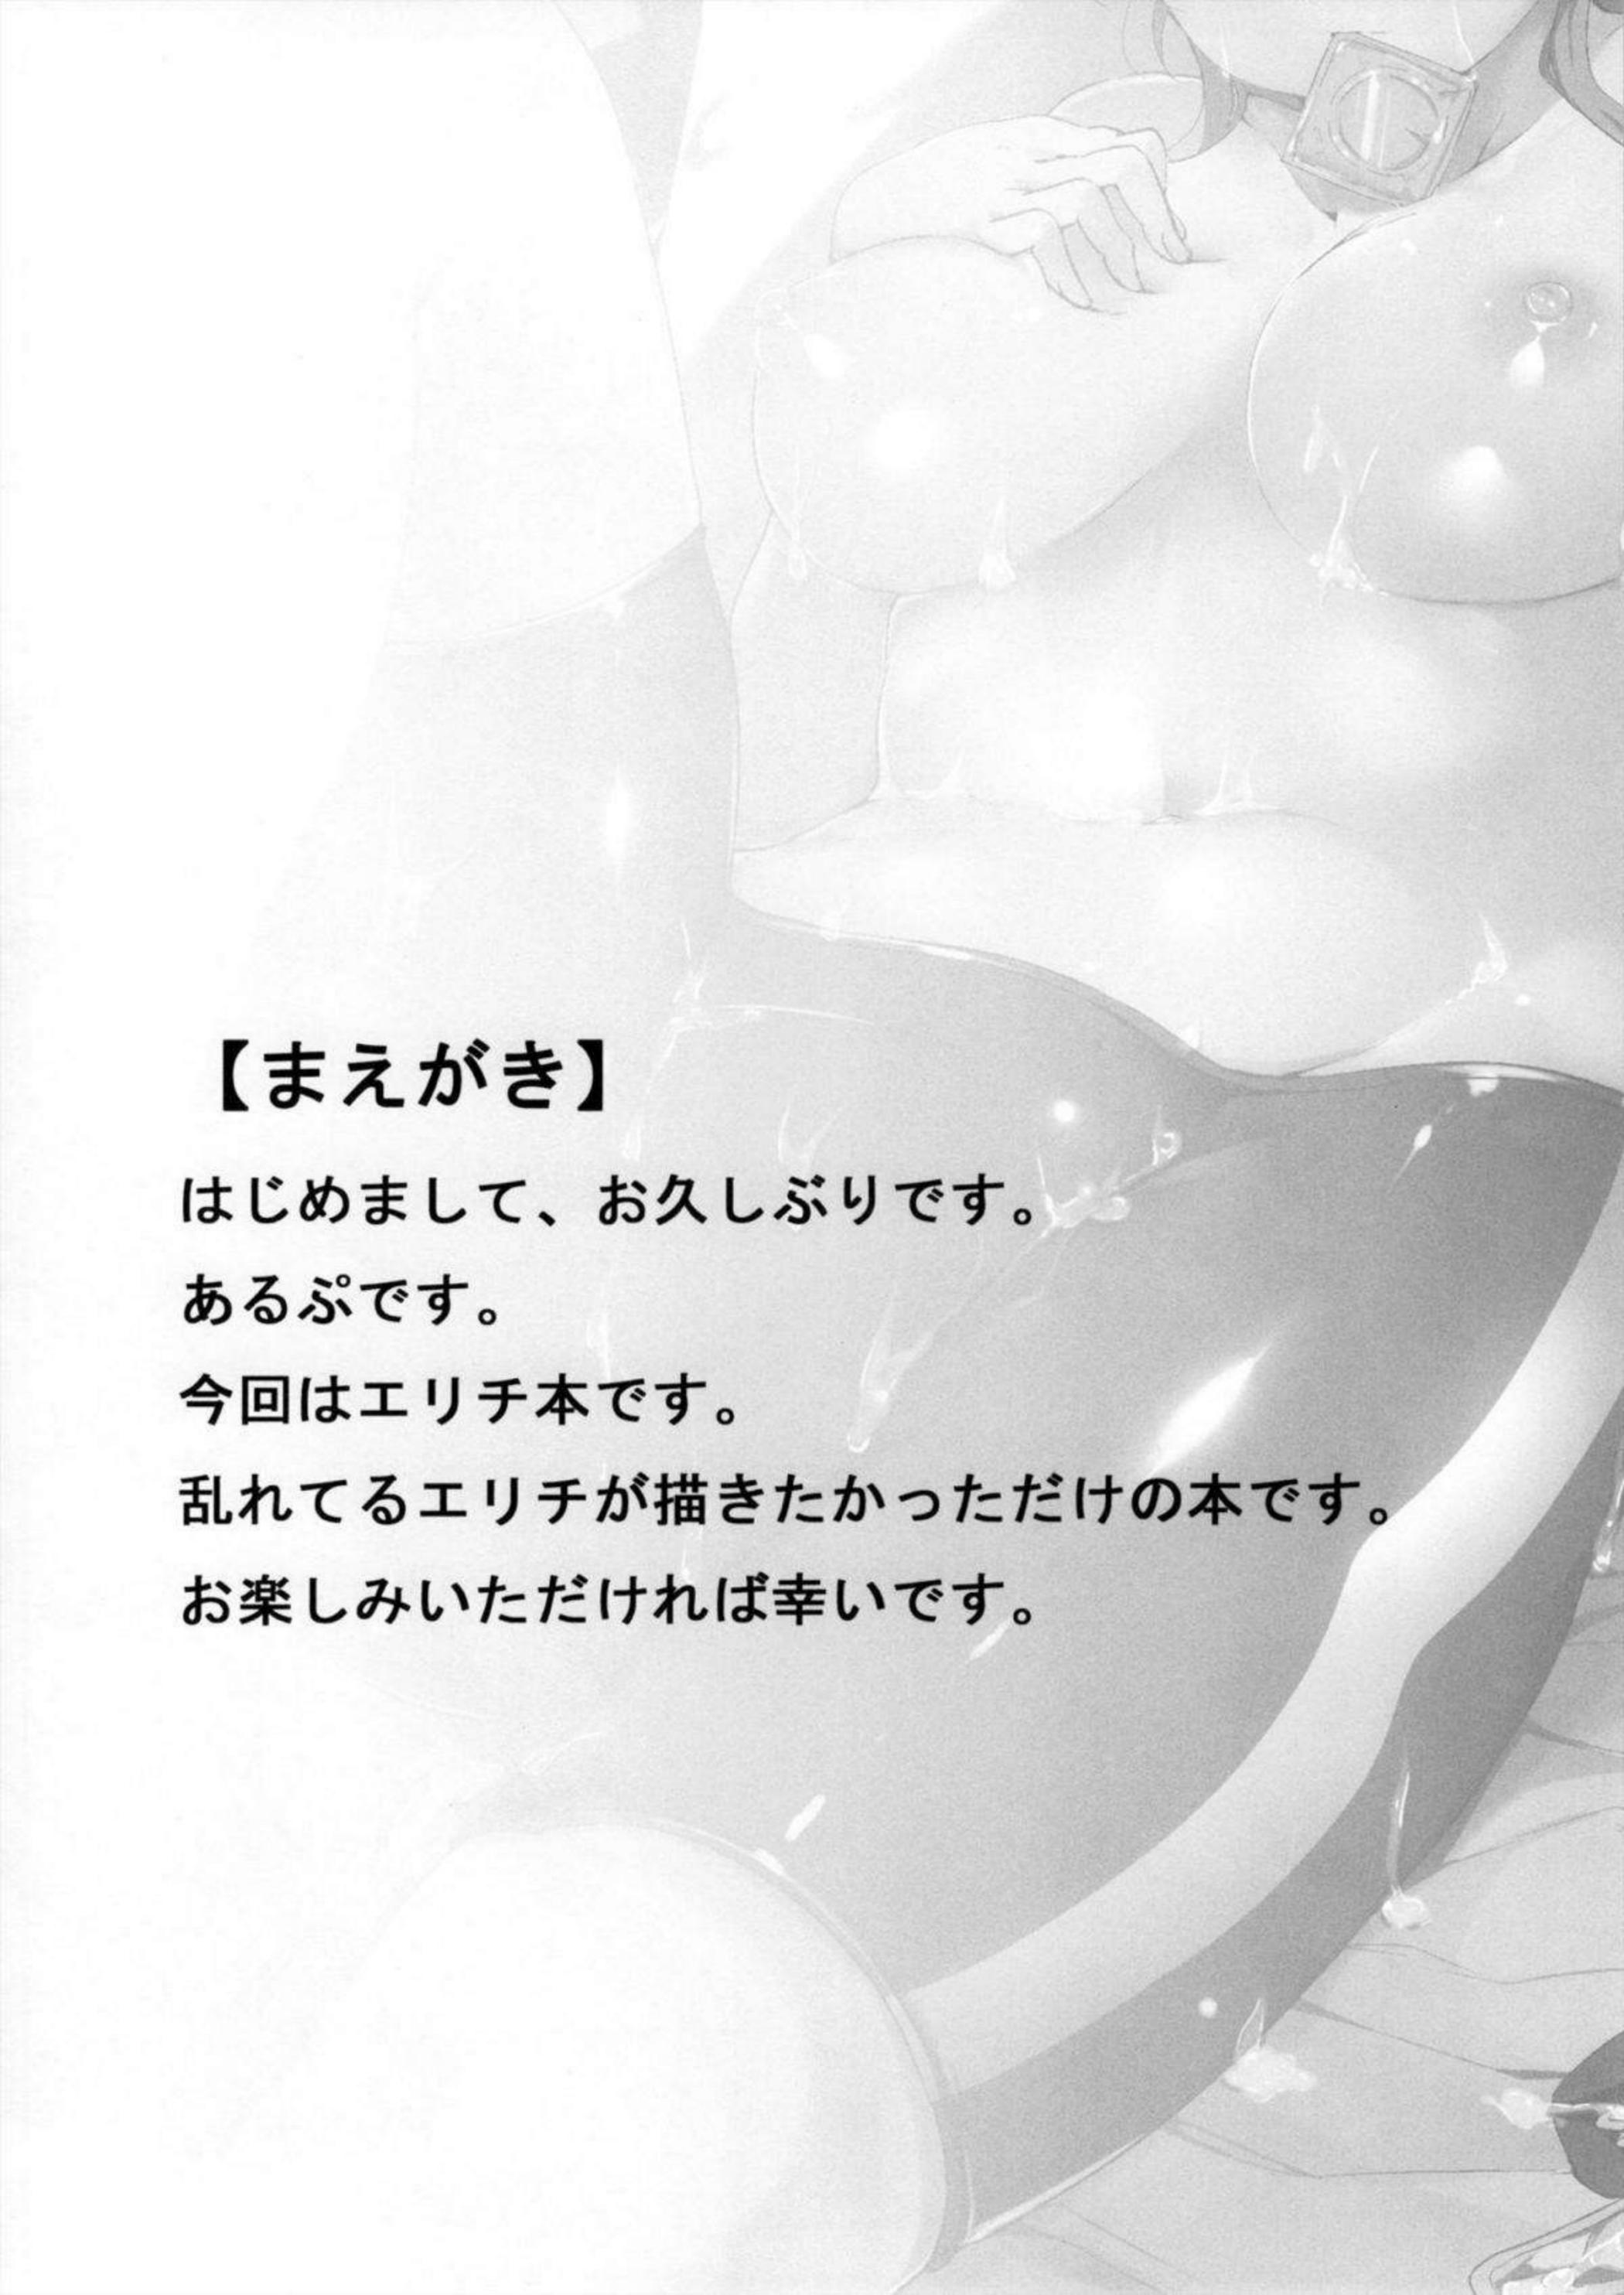 【まえがき】
はじめまして、お久しぶりです。
あるぷです。
今回はエリチ本です。
乱れてるエリチが描きたかっただけの本です。
お楽しみいただければ幸いです。